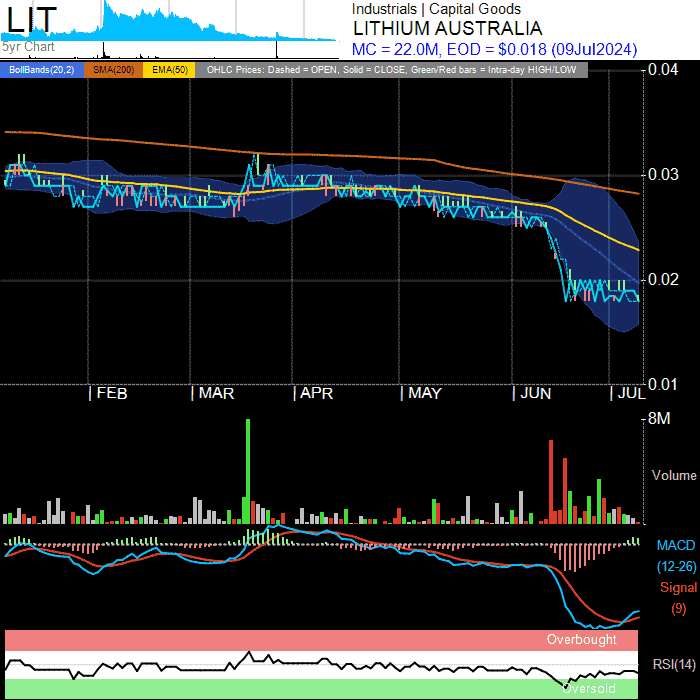 LIT
Industrials | Capital Goods
LITHIUM AUSTRALIA
MC = 22.0M, EOD = $0.018 (09Jul2024)
5yr Chart
BollBands(20,2) SMA(200) EMA(50) OHLC Prices: Dashed = OPEN, Solid = CLOSE, Green/Red bars = Intra-day HIGH/LOW
0.04
0.03
0.02
0.01
| FEB | MAR | APR | MAY | JUN | JUL
8M
Volume
MACD
(12-26)
Signal
(9)
Overbought
RSI(14)
Oversold